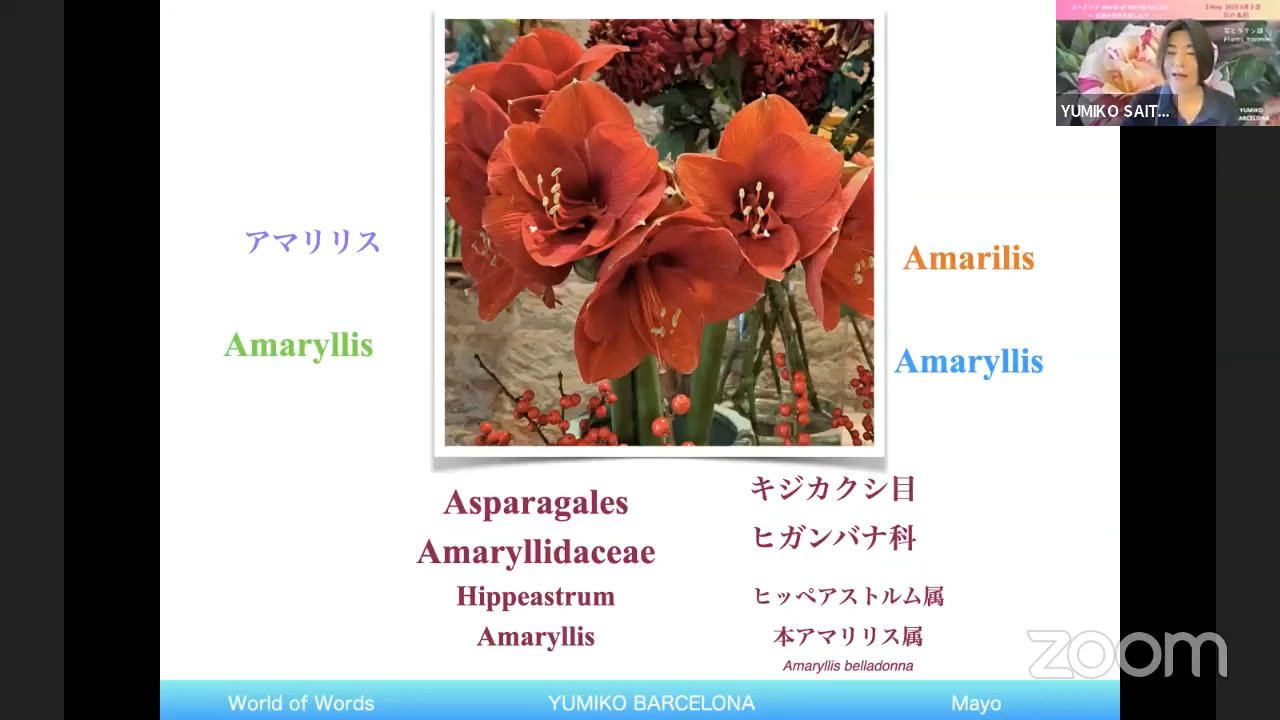 アマリリス
Amaryllis
Amarilis
Amaryllis
Asparagales
キジカクシ目
Amaryllidaceae
ヒガンバナ科
Hippeastrum
ヒッペアストルム属
Amaryllis
本アマリリス属
Amaryllis belladonna
World of Words
YUMIKO BARCELONA
Mayo
YUMIKO SAIT...
YUMIKO
zoom